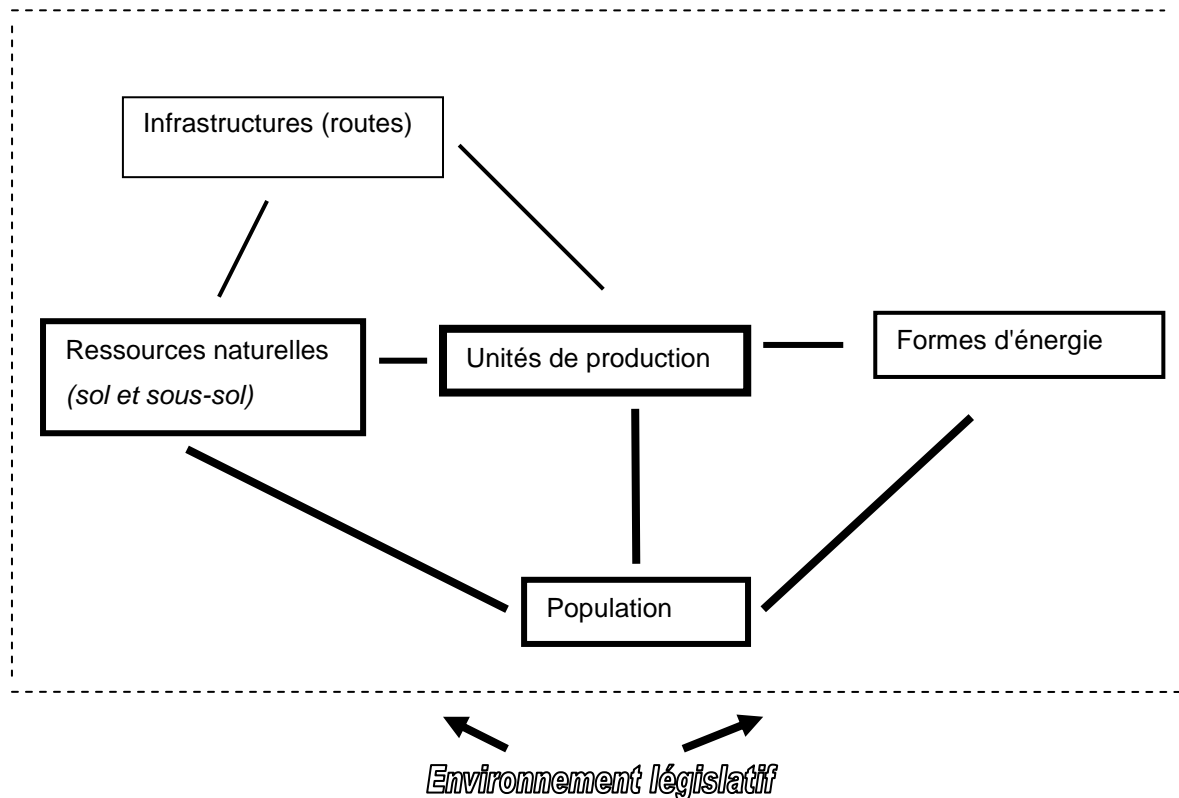 Infrastructures (routes)
Ressources naturelles
(sol et sous-sol)
Unités de production
Formes d'énergie
Population
Environnement législatif